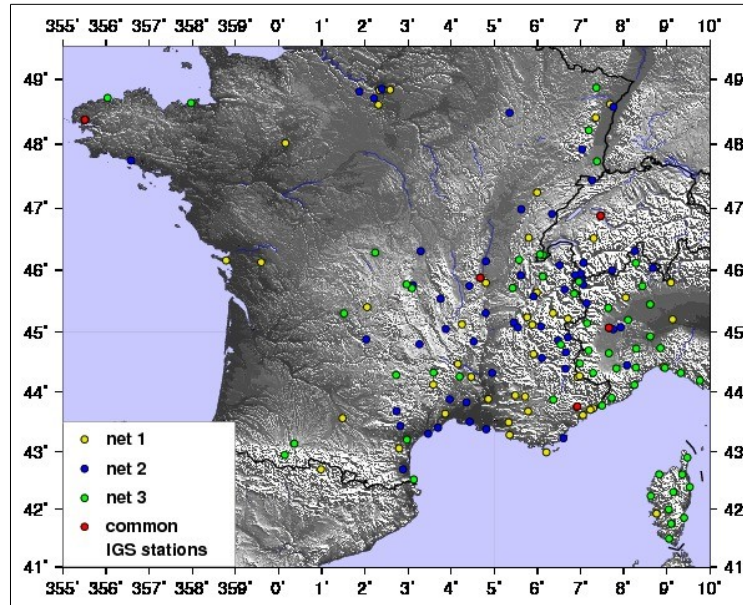 355˚ 356˚ 357˚ 358˚ 359˚ 0˚ 1˚ 2˚ 3˚ 4˚ 5˚ 6˚ 7˚ 8˚ 9˚ 10˚
49˚ 49˚
48˚ 48˚
47˚ 47˚
46˚ 46˚
45˚ 45˚
44˚ 44˚
43˚ 43˚
42˚ 42˚
41˚ 41˚
net 1
net 2
net 3
common
IGS stations
355˚ 356˚ 357˚ 358˚ 359˚ 0˚ 1˚ 2˚ 3˚ 4˚ 5˚ 6˚ 7˚ 8˚ 9˚ 10˚